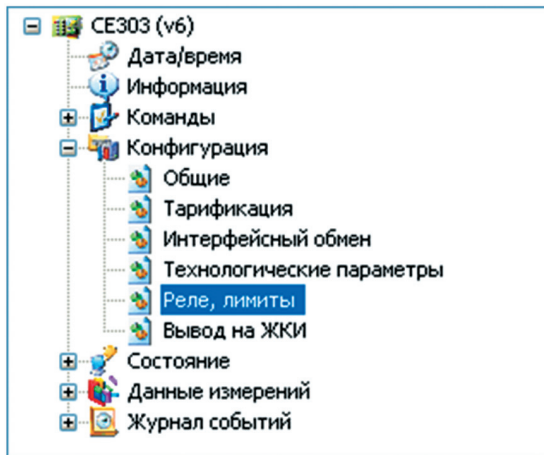 CE303 (v6)
Дата/время
Информация
Команды
Конфигурация
Общие
Тарификация
Интерфейсный обмен
Технологические параметры
Реле, лимиты
Вывод на ЖКИ
Состояние
Данные измерений
Журнал событий